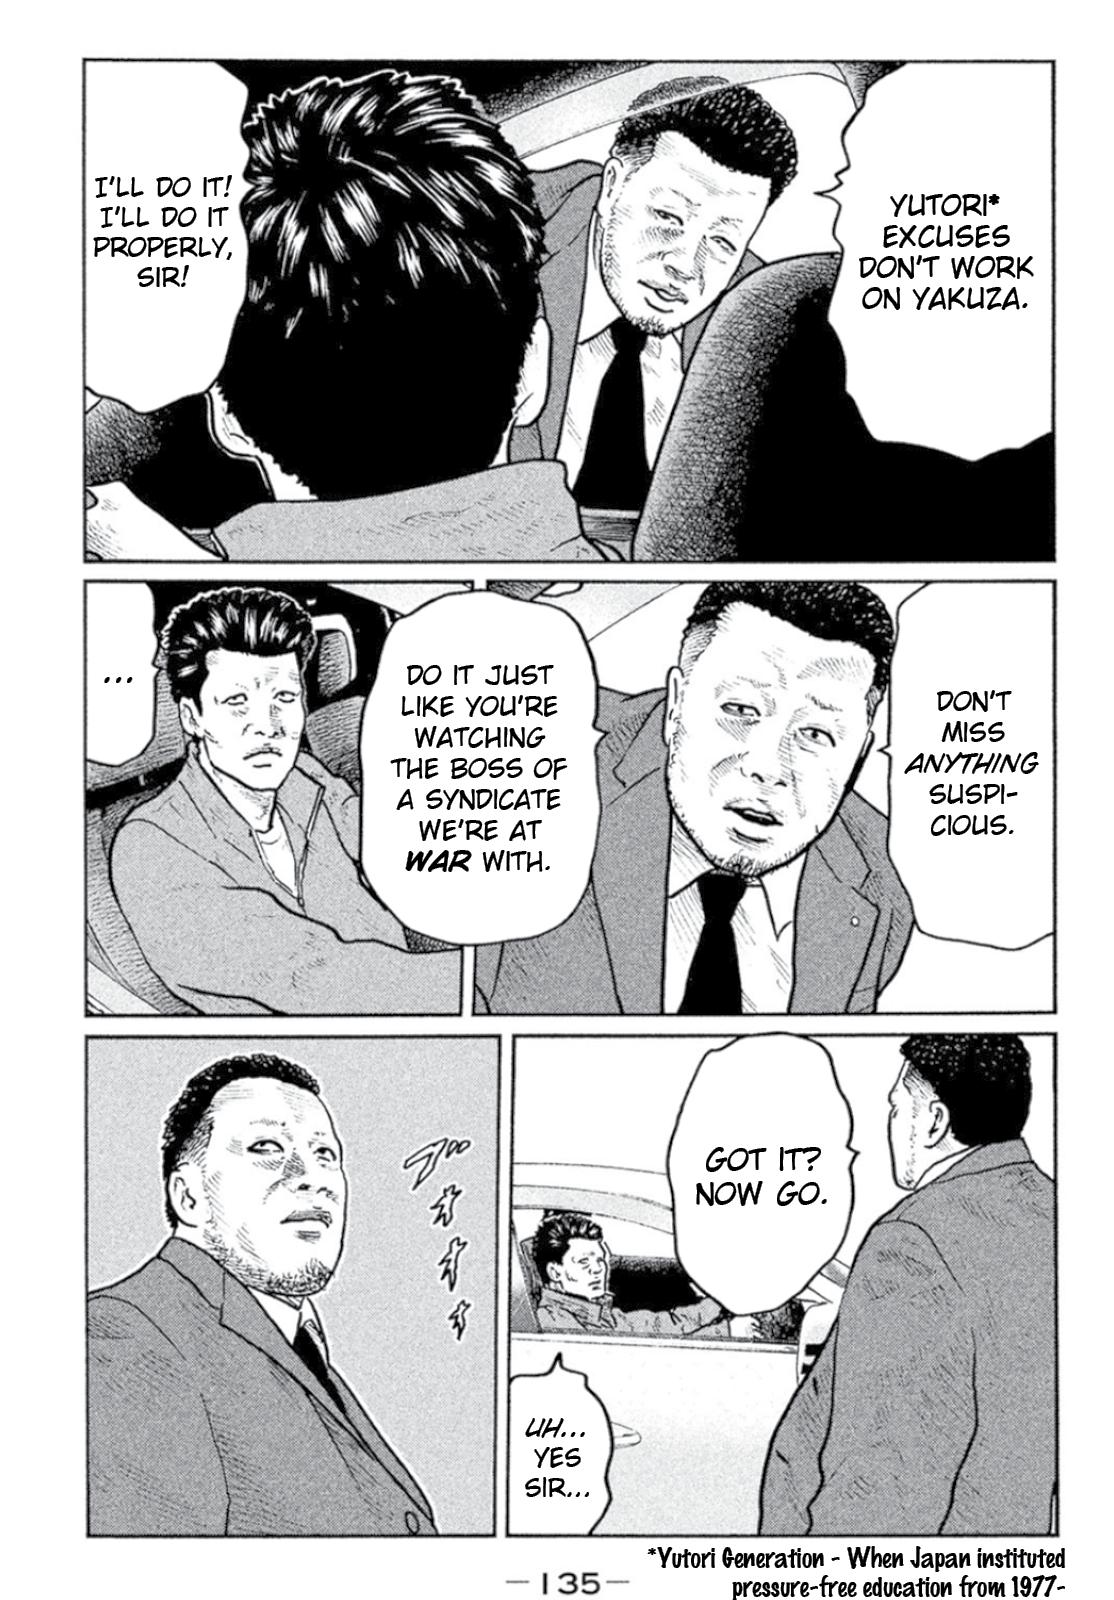 YUTORI*
EXCUSES
DON'T WORK
ON YAKUZA.
I'LL DO IT!
I'LL DO IT
PROPERLY,
SIR!
DON'T
MISS
ANYTHING
SUSPI-
CIOUS.
DO IT JUST
LIKE YOU'RE
WATCHING
THE BOSS OF
A SYNDICATE
WE'RE AT
WAR WITH.
...
GOT IT?
NOW GO.
UH...
YES
SIR...
*Yutori Generation - When Japan instituted
pressure-free education from 1977-
-135-